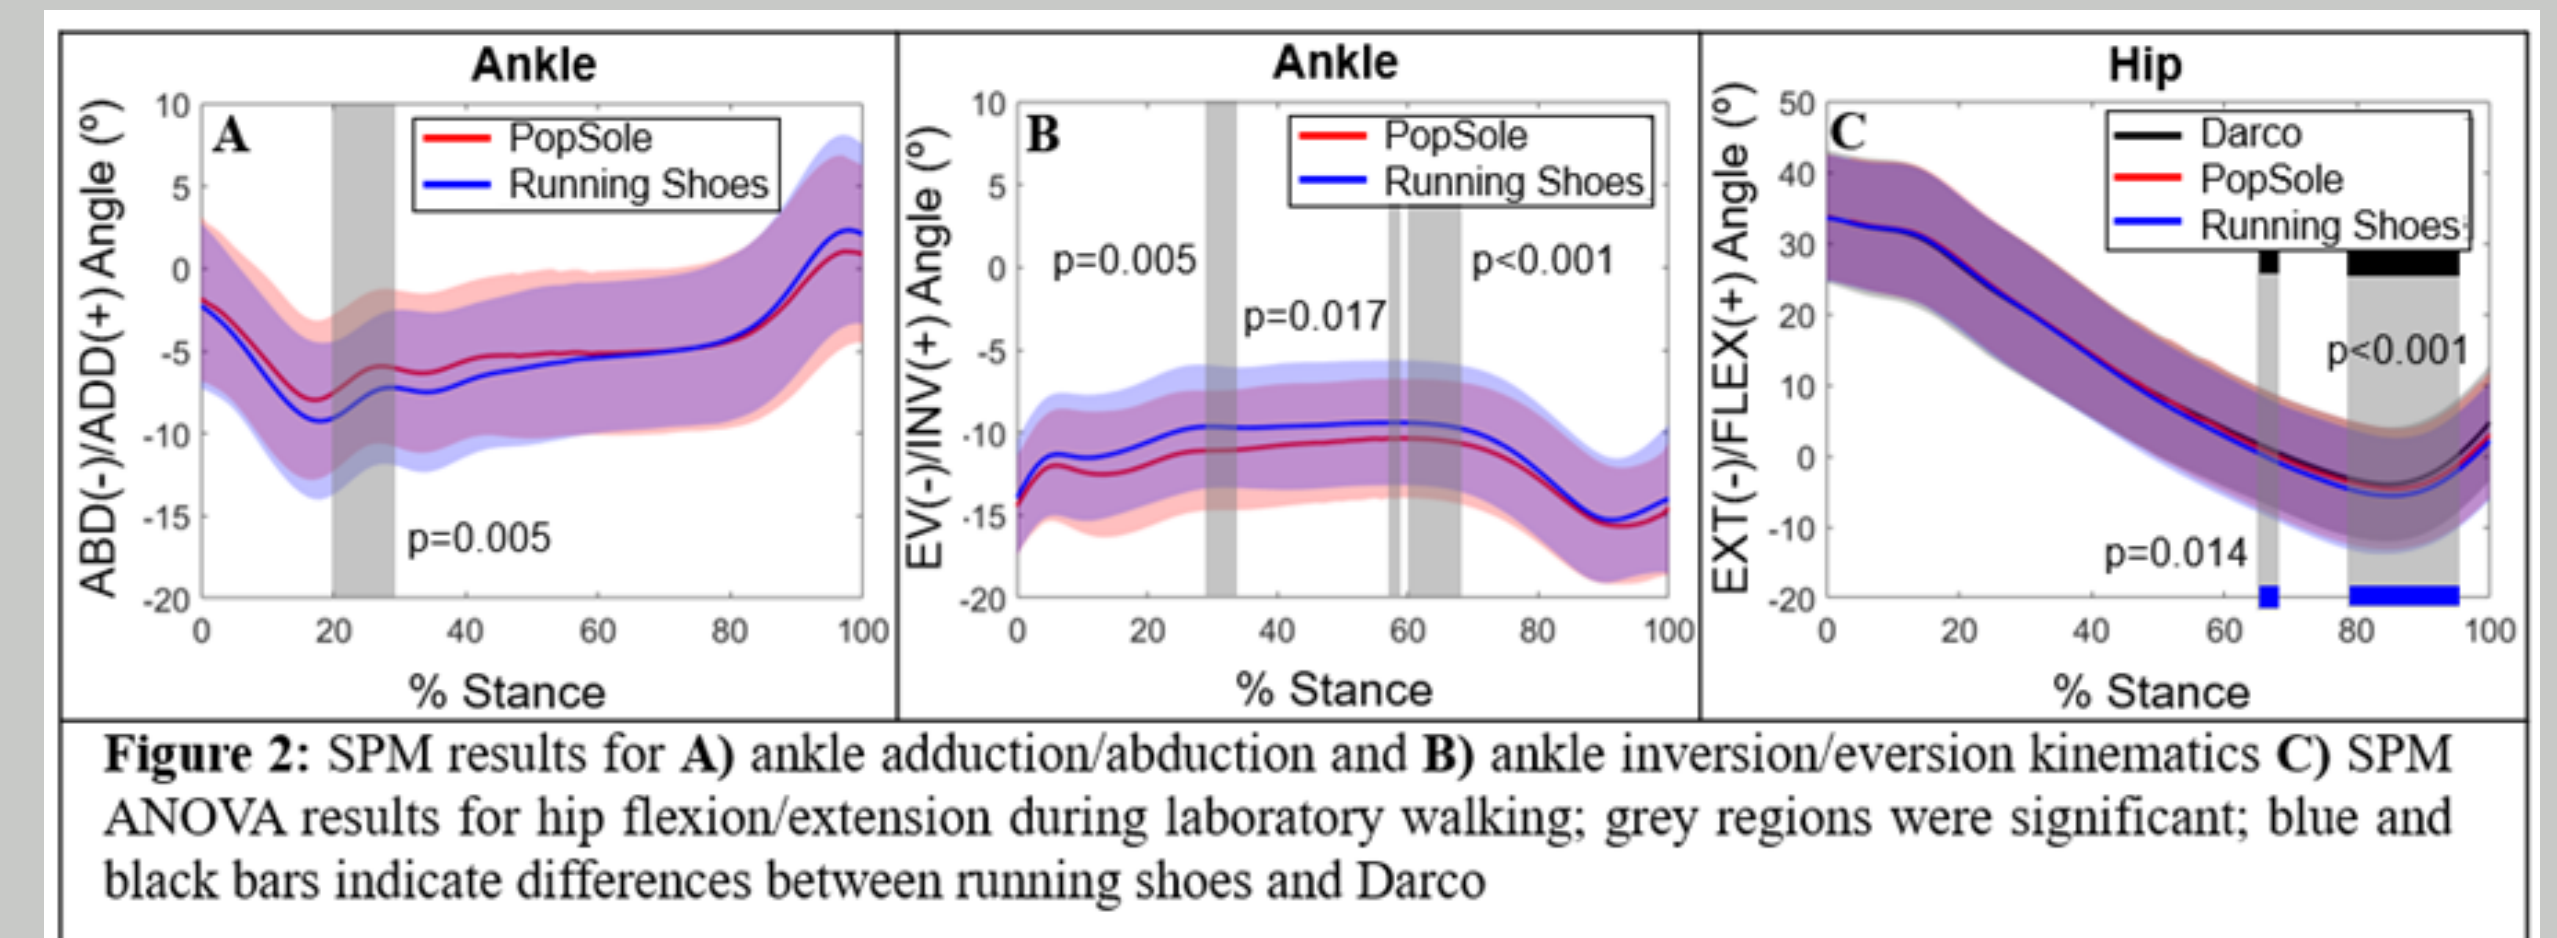 Ankle
A
PopSole
Running Shoes
ABD(-)/ADD(+) Angle (º)
10
5
0
-5
-10
-15
-20
p=0.005
0 20 40 60 80 100
% Stance
Ankle
B
PopSole
Running Shoes
EV(-)/INV(+) Angle (º)
10
5
0
-5
-10
-15
-20
p=0.005
p=0.017
p<0.001
0 20 40 60 80 100
% Stance
Hip
C
Darco
PopSole
Running Shoes
EXT(-)/FLEX(+) Angle (º)
50
40
30
20
10
0
-10
-20
p<0.001
p=0.014
0 20 40 60 80 100
% Stance
Figure 2: SPM results for A) ankle adduction/abduction and B) ankle inversion/eversion kinematics C) SPM
ANOVA results for hip flexion/extension during laboratory walking; grey regions were significant; blue and
black bars indicate differences between running shoes and Darco